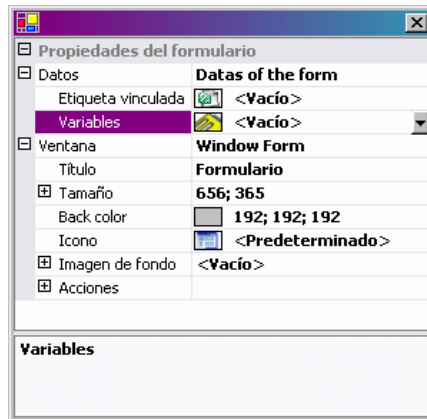 Propiedades del formulario
Datos Datas of the form
Etiqueta vinculada <Vacío>
Variables <Vacío>
Ventana Window Form
Título Formulario
Tamaño 656; 365
Back color 192; 192; 192
Icono <Predeterminado>
Imagen de fondo <Vacío>
Acciones
Variables